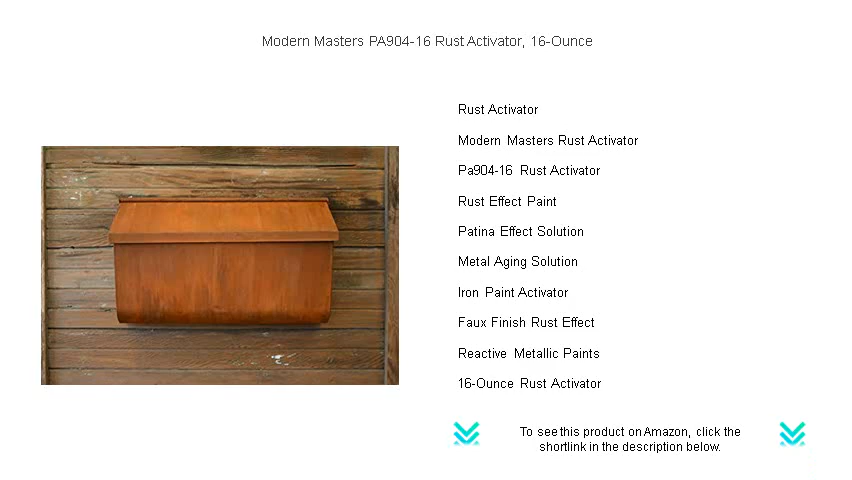 Modern Masters PA904-16 Rust Activator, 16-Ounce
Rust Activator
Modern Masters Rust Activator
Pa904-16 Rust Activator
Rust Effect Paint
Patina Effect Solution
Metal Aging Solution
Iron Paint Activator
Faux Finish Rust Effect
Reactive Metallic Paints
16-Ounce Rust Activator
To see this product on Amazon, click the
shortlink in the description below.